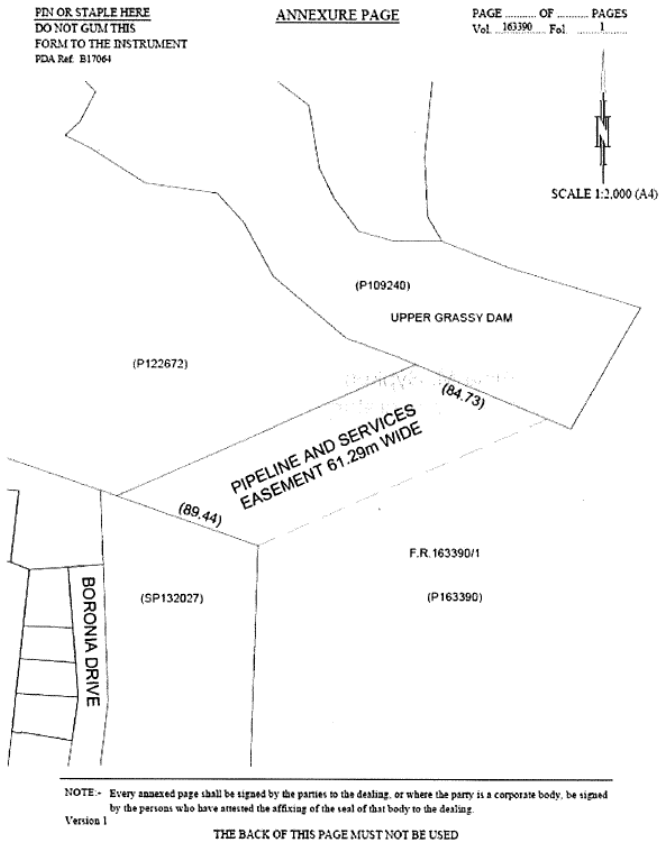 PIN OR STAPLE HERE
DO NOT GUM THIS
FORM TO THE INSTRUMENT
PDA Ref. B17064
ANNEXURE PAGE
PAGE .......... OF .......... PAGES
Vol. 163390 Fol. 1
N
SCALE 1:2,000 (A4)
(P109240)
UPPER GRASSY DAM
(P122672)
(84.73)
PIPELINE AND SERVICES
EASEMENT 61.29m WIDE
(89.44)
F.R.163390/1
(SP132027)
(P163390)
BORONIA DRIVE
NOTE:- Every annexed page shall be signed by the parties to the dealing, or where the party is a corporate body, be signed
by the persons who have attested the affixing of the seal of that body to the dealing.
Version 1
THE BACK OF THIS PAGE MUST NOT BE USED